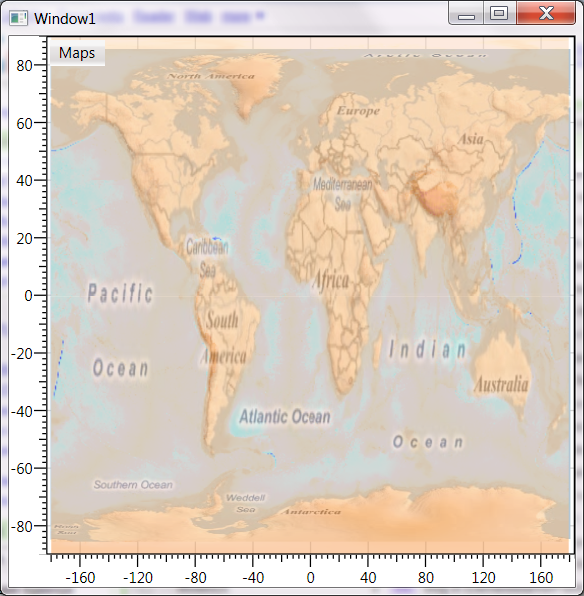 Window1
Maps
Arctic Ocean
North America
Europe
Asia
Mediterranean
Sea
Caribbean
Sea
Africa
Pacific
Ocean
South
America
Indian
Ocean
Australia
Atlantic Ocean
Southern Ocean
Weddell
Sea
Antarctica
80
60
40
20
0
-20
-40
-60
-80
-160
-120
-80
-40
0
40
80
120
160